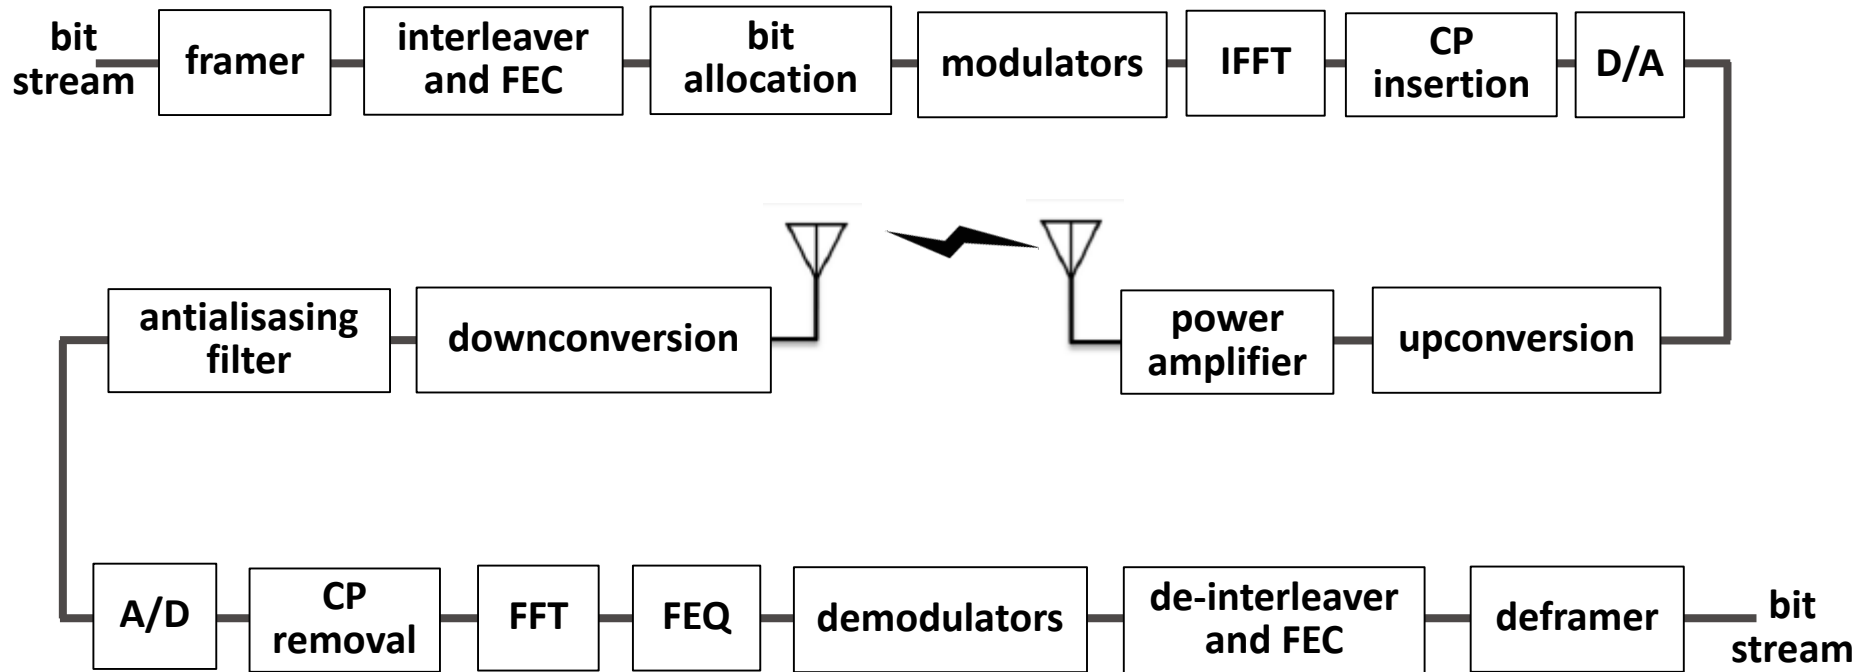 bit
stream
framer
interleaver
and FEC
bit
allocation
modulators
IFFT
CP
insertion
D/A
antialisasing
filter
downconversion
power
amplifier
upconversion
A/D
CP
removal
FFT
FEQ
demodulators
de-interleaver
and FEC
deframer
bit
stream